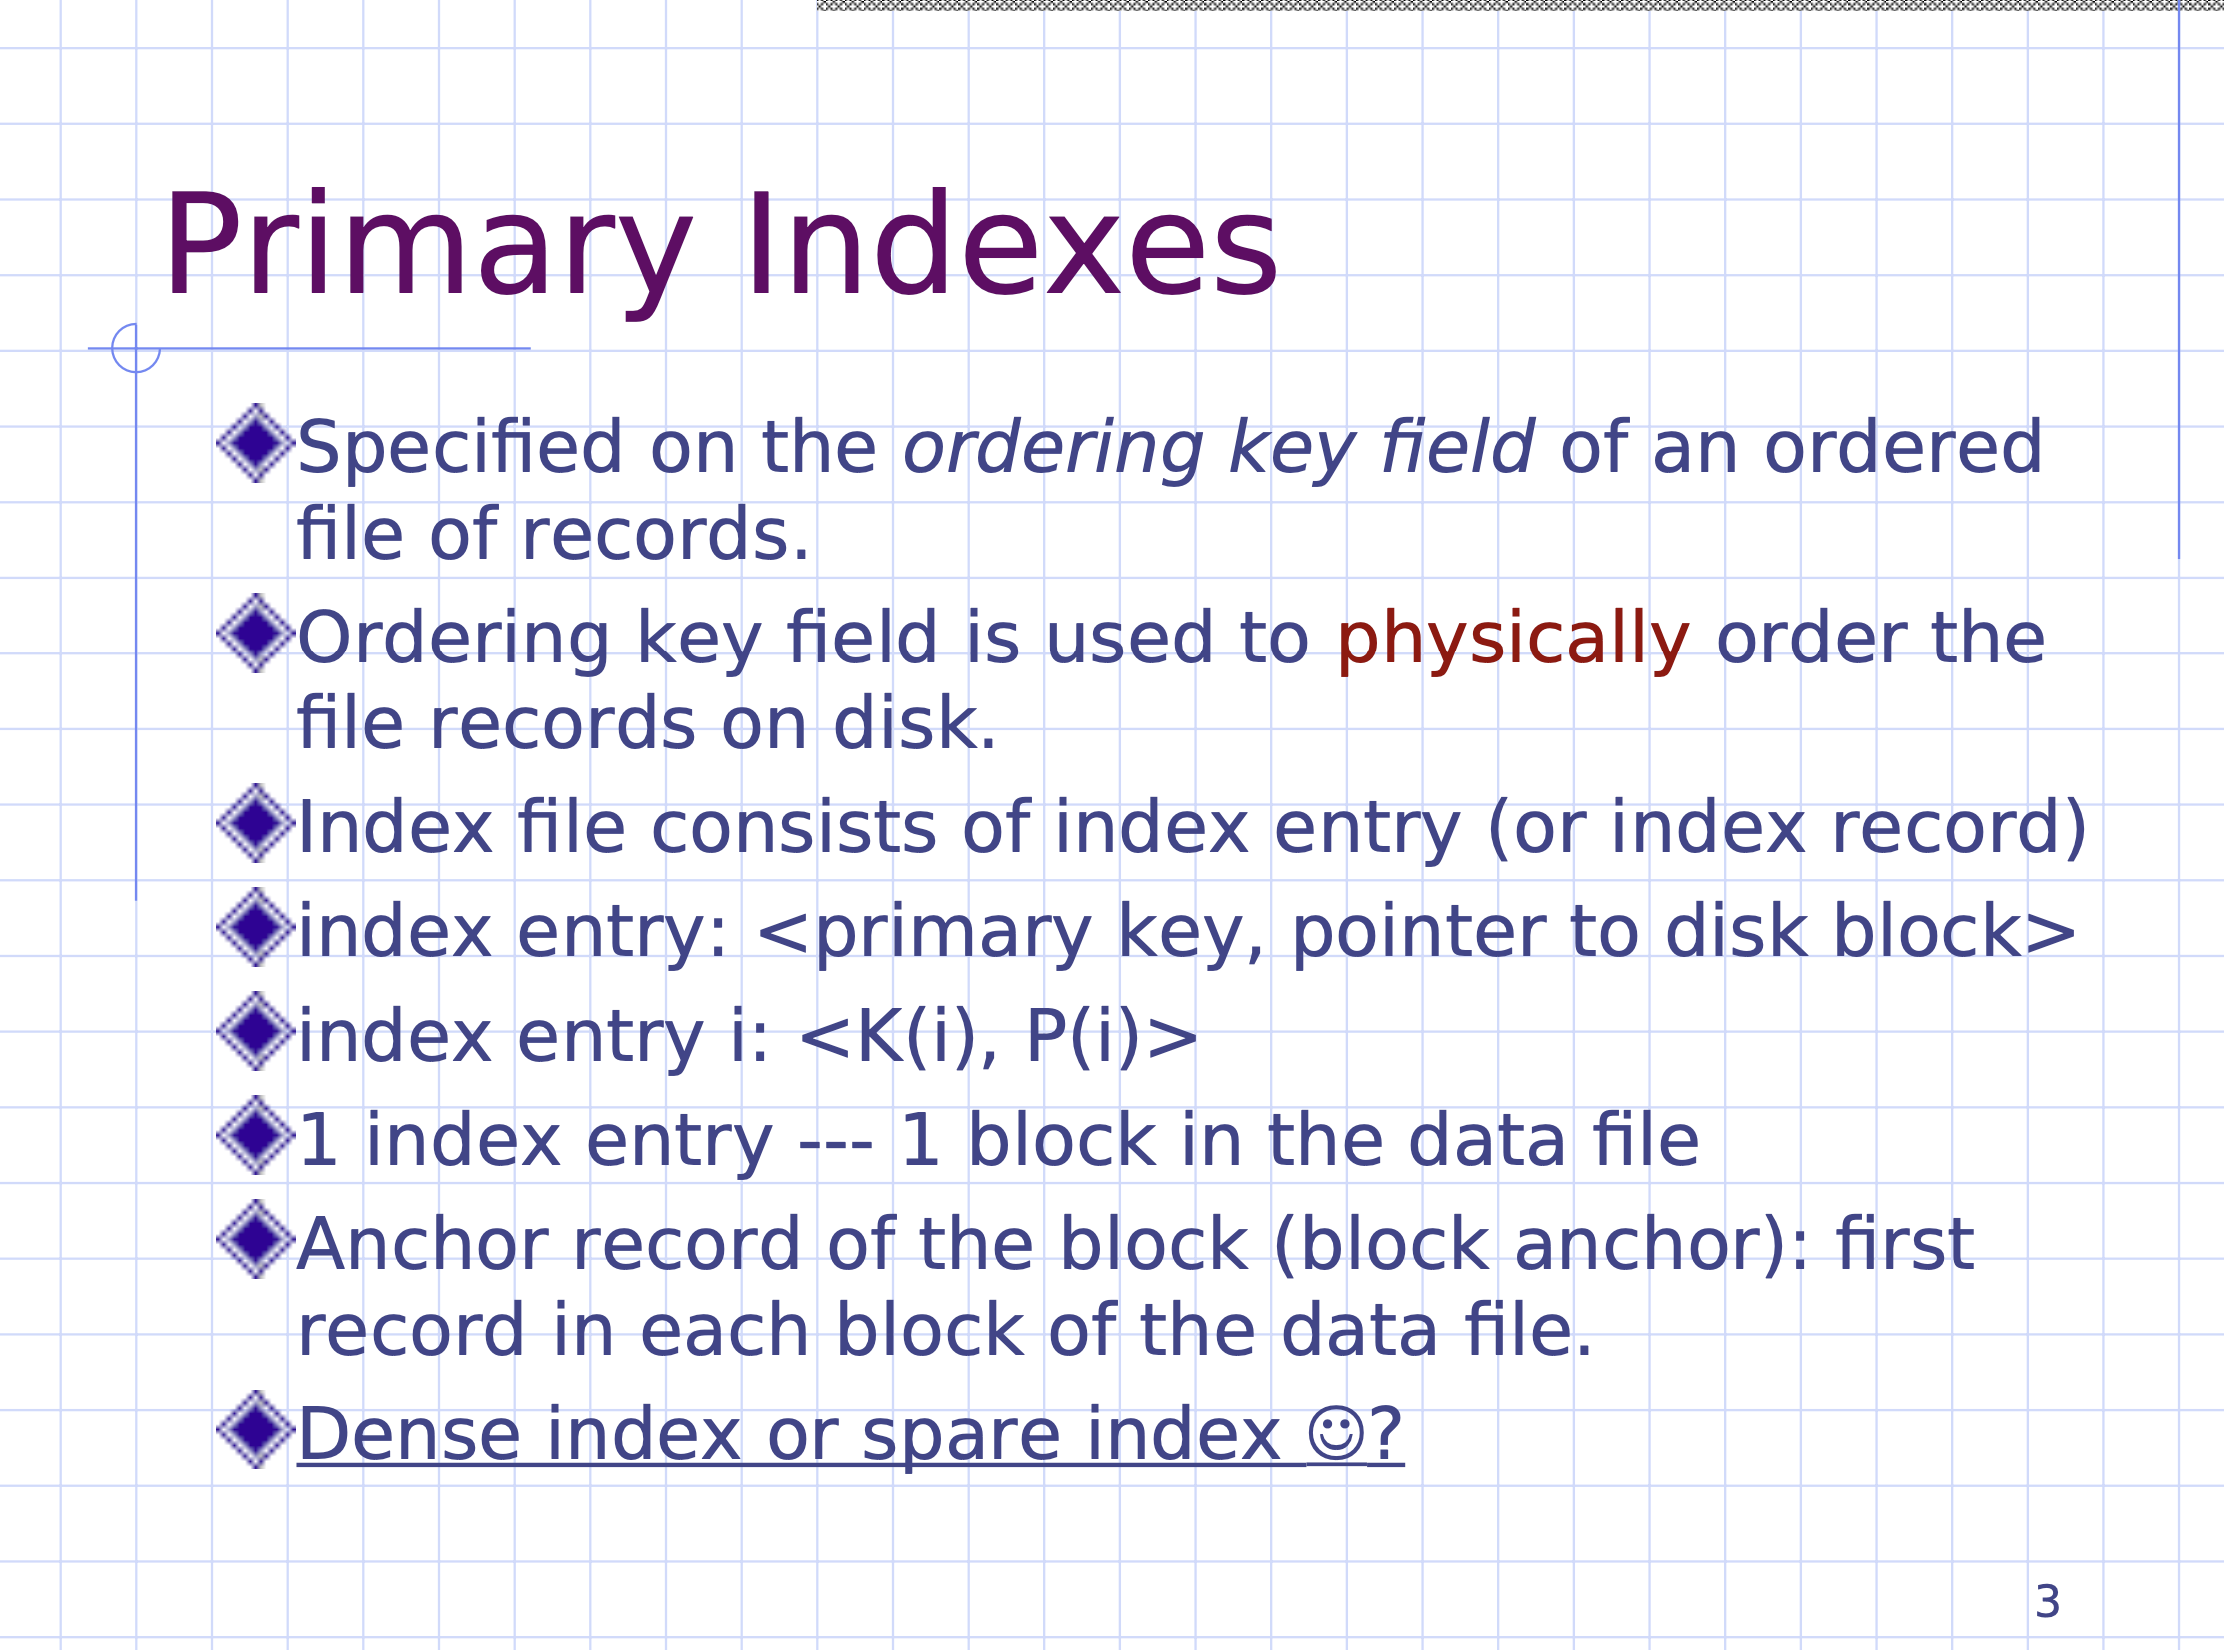 Primary Indexes
Specified on the ordering key field of an ordered
file of records.
Ordering key field is used to physically order the
file records on disk.
Index file consists of index entry (or index record)
index entry: <primary key, pointer to disk block>
index entry i: <K(i), P(i)>
1 index entry --- 1 block in the data file
Anchor record of the block (block anchor): first
record in each block of the data file.
Dense index or spare index ☺?
3